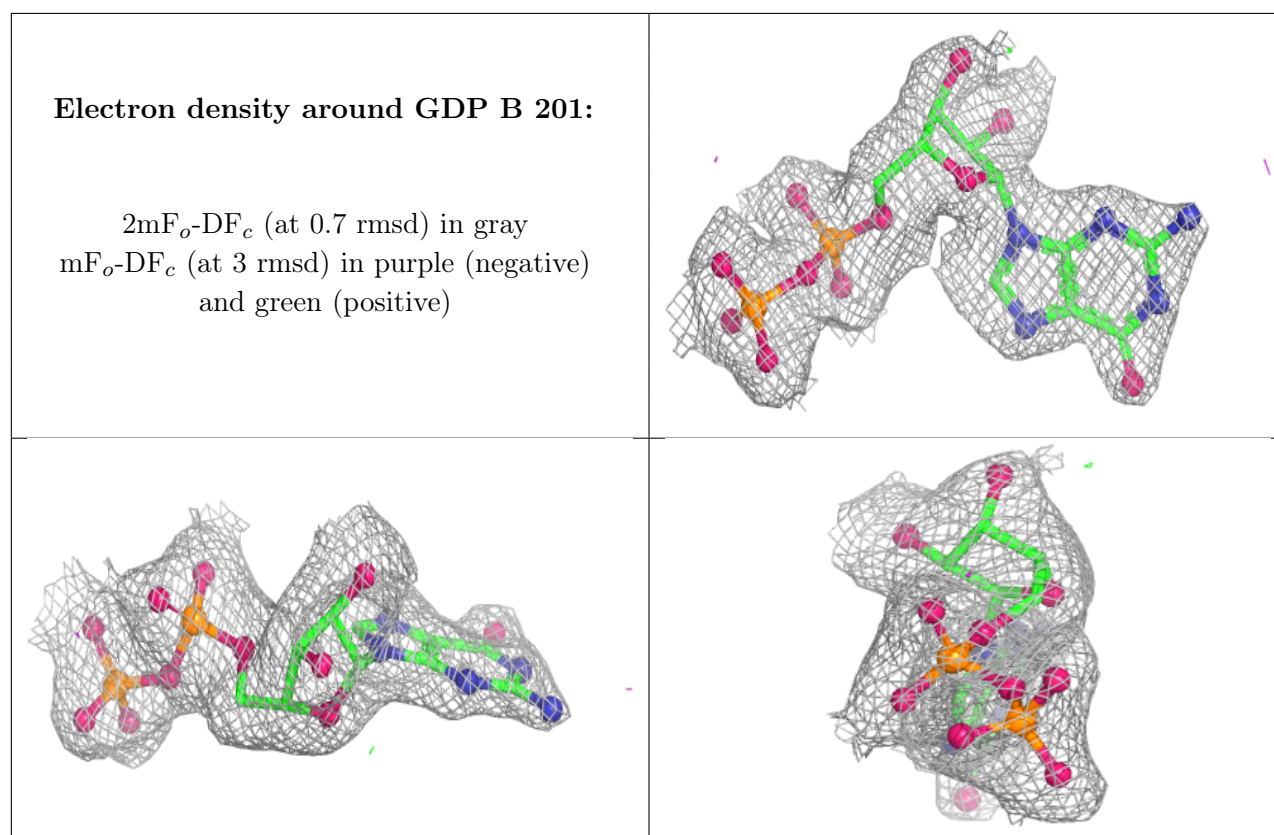 Electron density around GDP B 201:
2mFo-DFc (at 0.7 rmsd) in gray
mFo-DFc (at 3 rmsd) in purple (negative)
and green (positive)